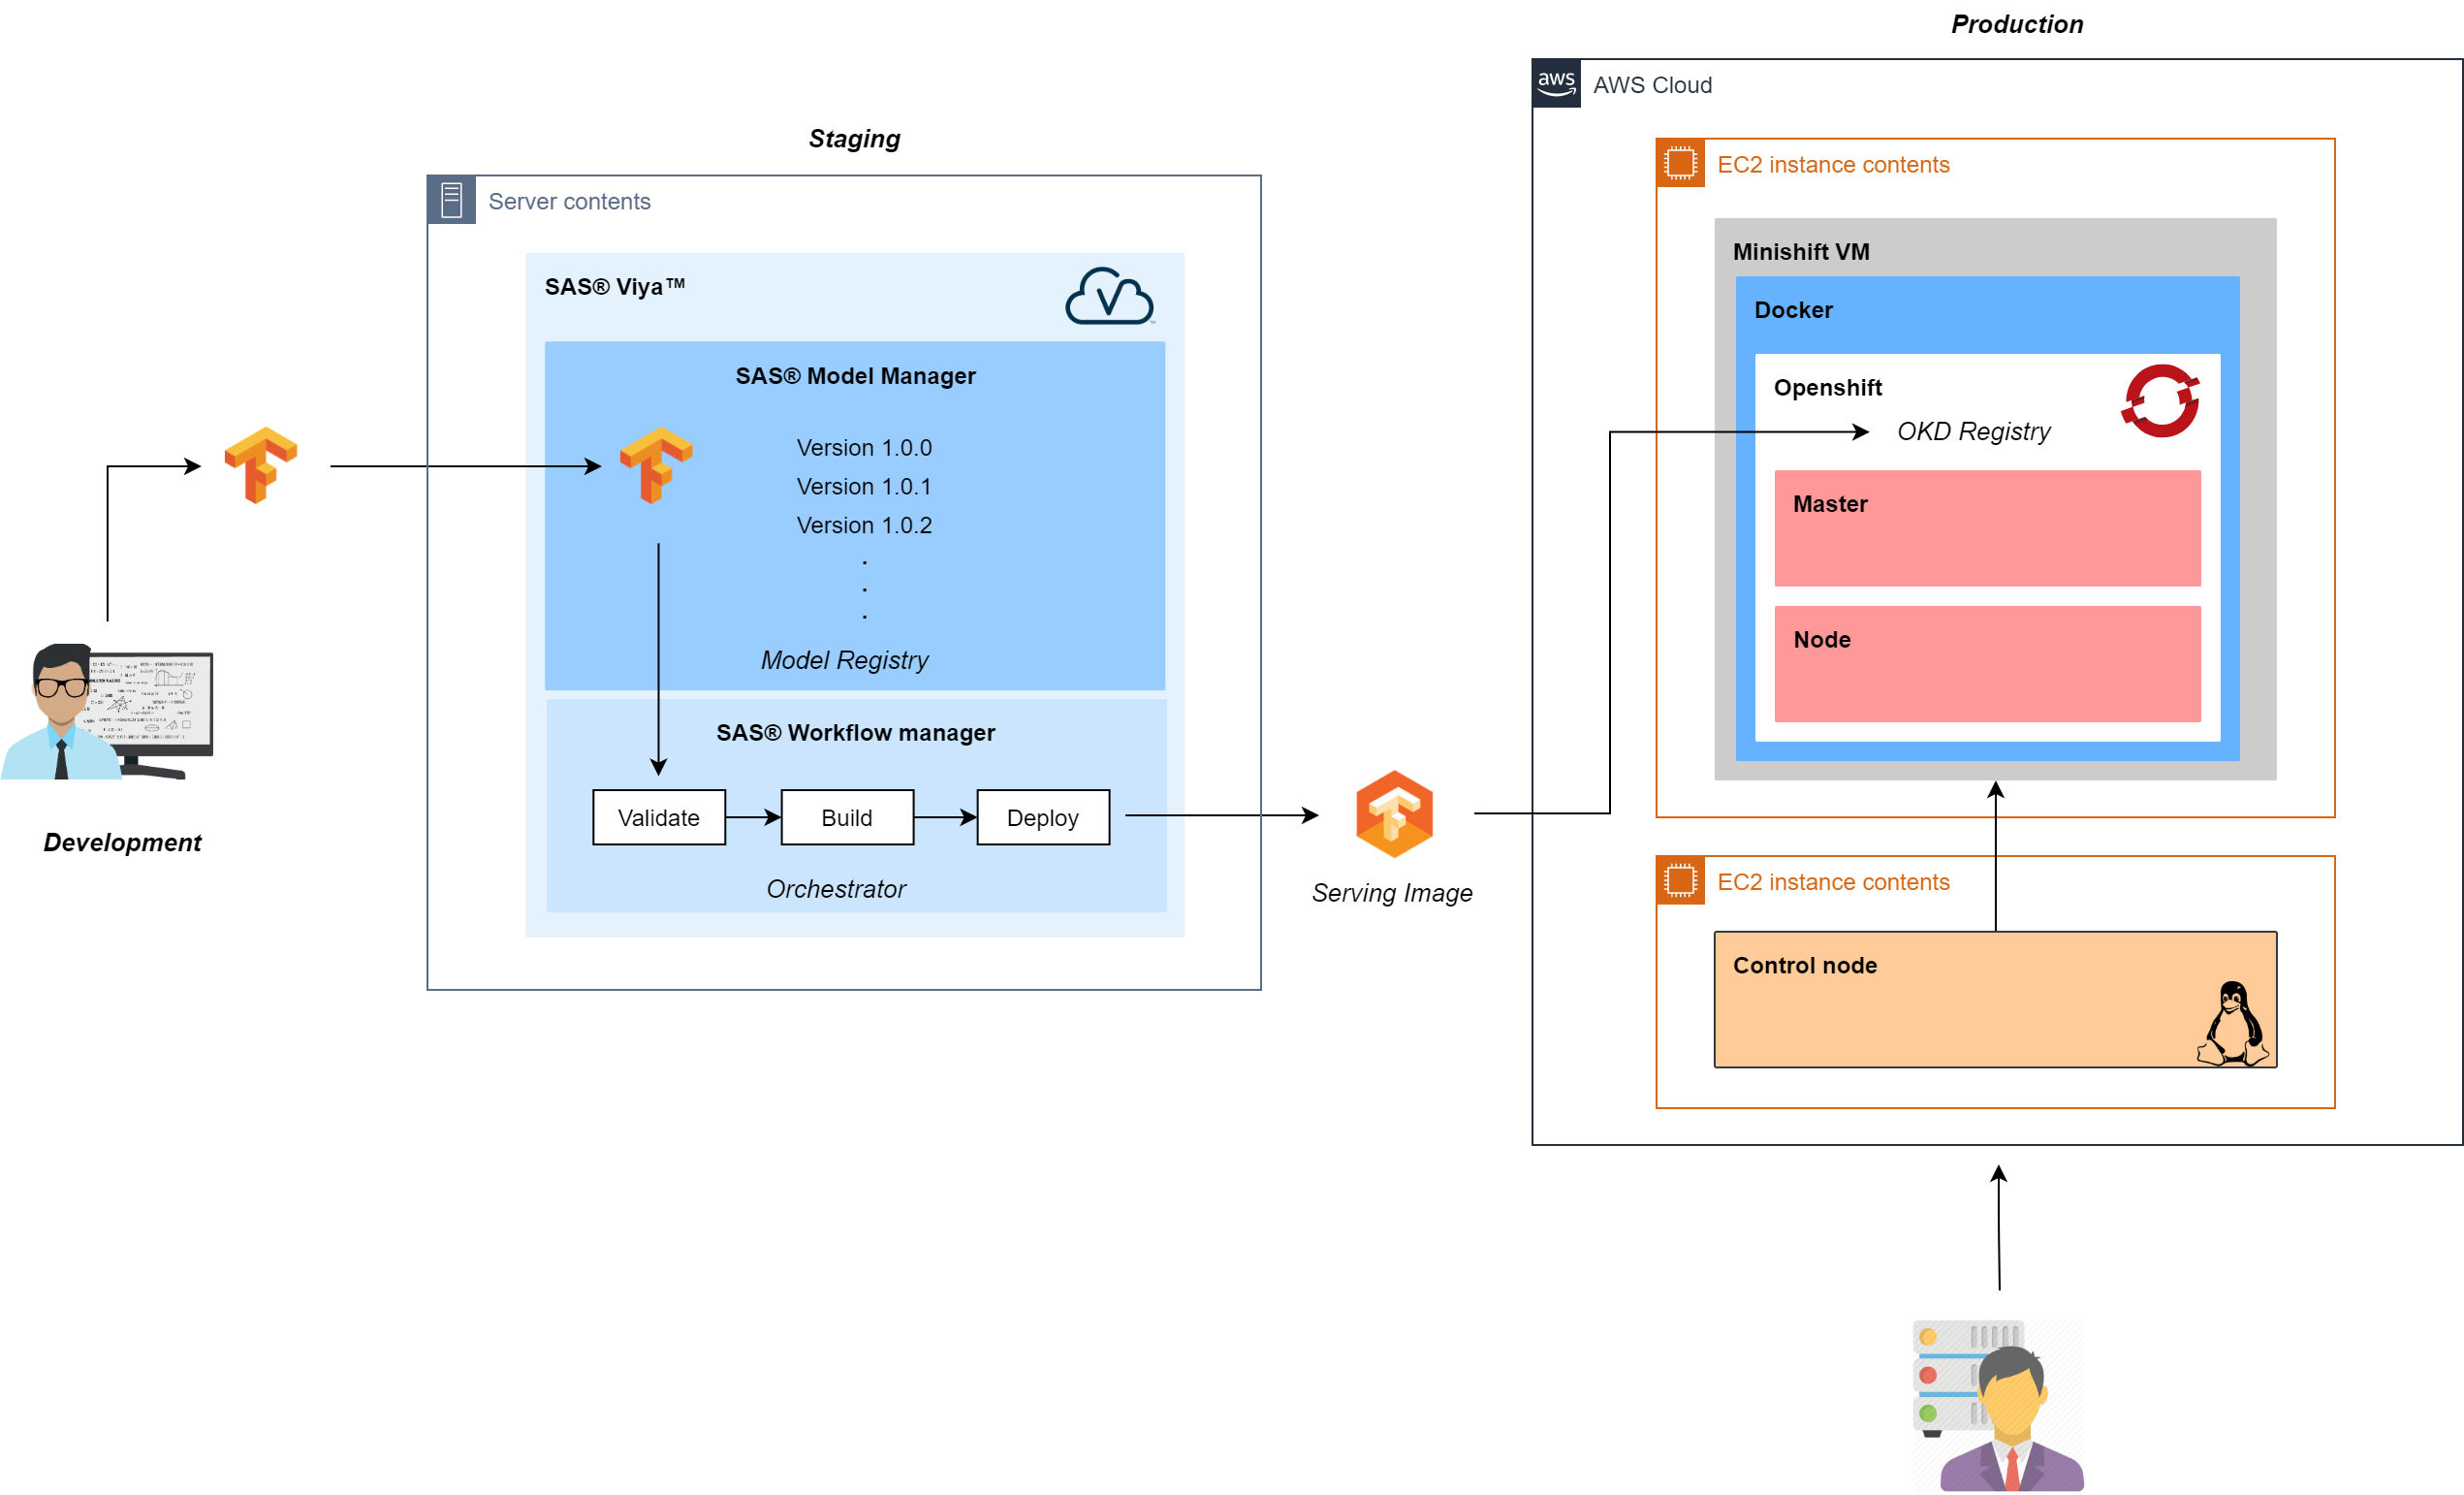 Production
aws
AWS Cloud
Staging
EC2 instance contents
Server contents
Minishift VM
SAS® Viya™
Docker
SAS® Model Manager
Openshift
OKD Registry
Version 1.0.0
Version 1.0.1
Version 1.0.2
.
.
.
Master
Node
Model Registry
SAS® Workflow manager
Validate
Build
Deploy
Development
Orchestrator
Serving Image
EC2 instance contents
Control node